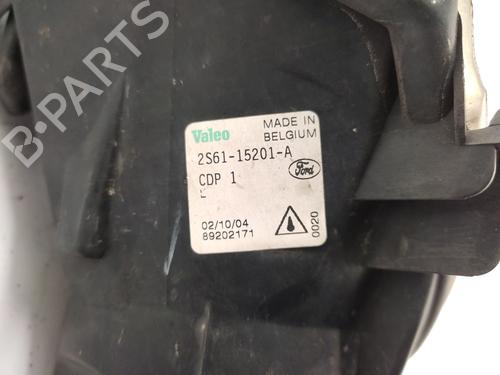 B-PARTS
Valeo
MADE IN
BELGIUM
2S61-15201-A
CDP 1
Ford
L
02/10/04
89202171
0020